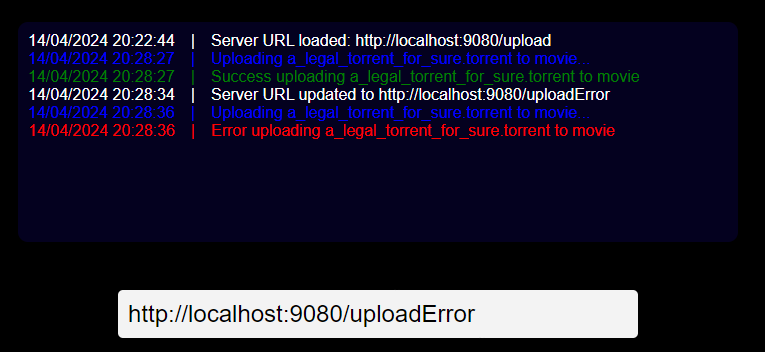 14/04/2024 20:22:44 | Server URL loaded: http://localhost:9080/upload
14/04/2024 20:28:27 | Uploading a_legal_torrent_for_sure.torrent to movie...
14/04/2024 20:28:27 | Success uploading a_legal_torrent_for_sure.torrent to movie
14/04/2024 20:28:34 | Server URL updated to http://localhost:9080/uploadError
14/04/2024 20:28:36 | Uploading a_legal_torrent_for_sure.torrent to movie...
14/04/2024 20:28:36 | Error uploading a_legal_torrent_for_sure.torrent to movie
http://localhost:9080/uploadError